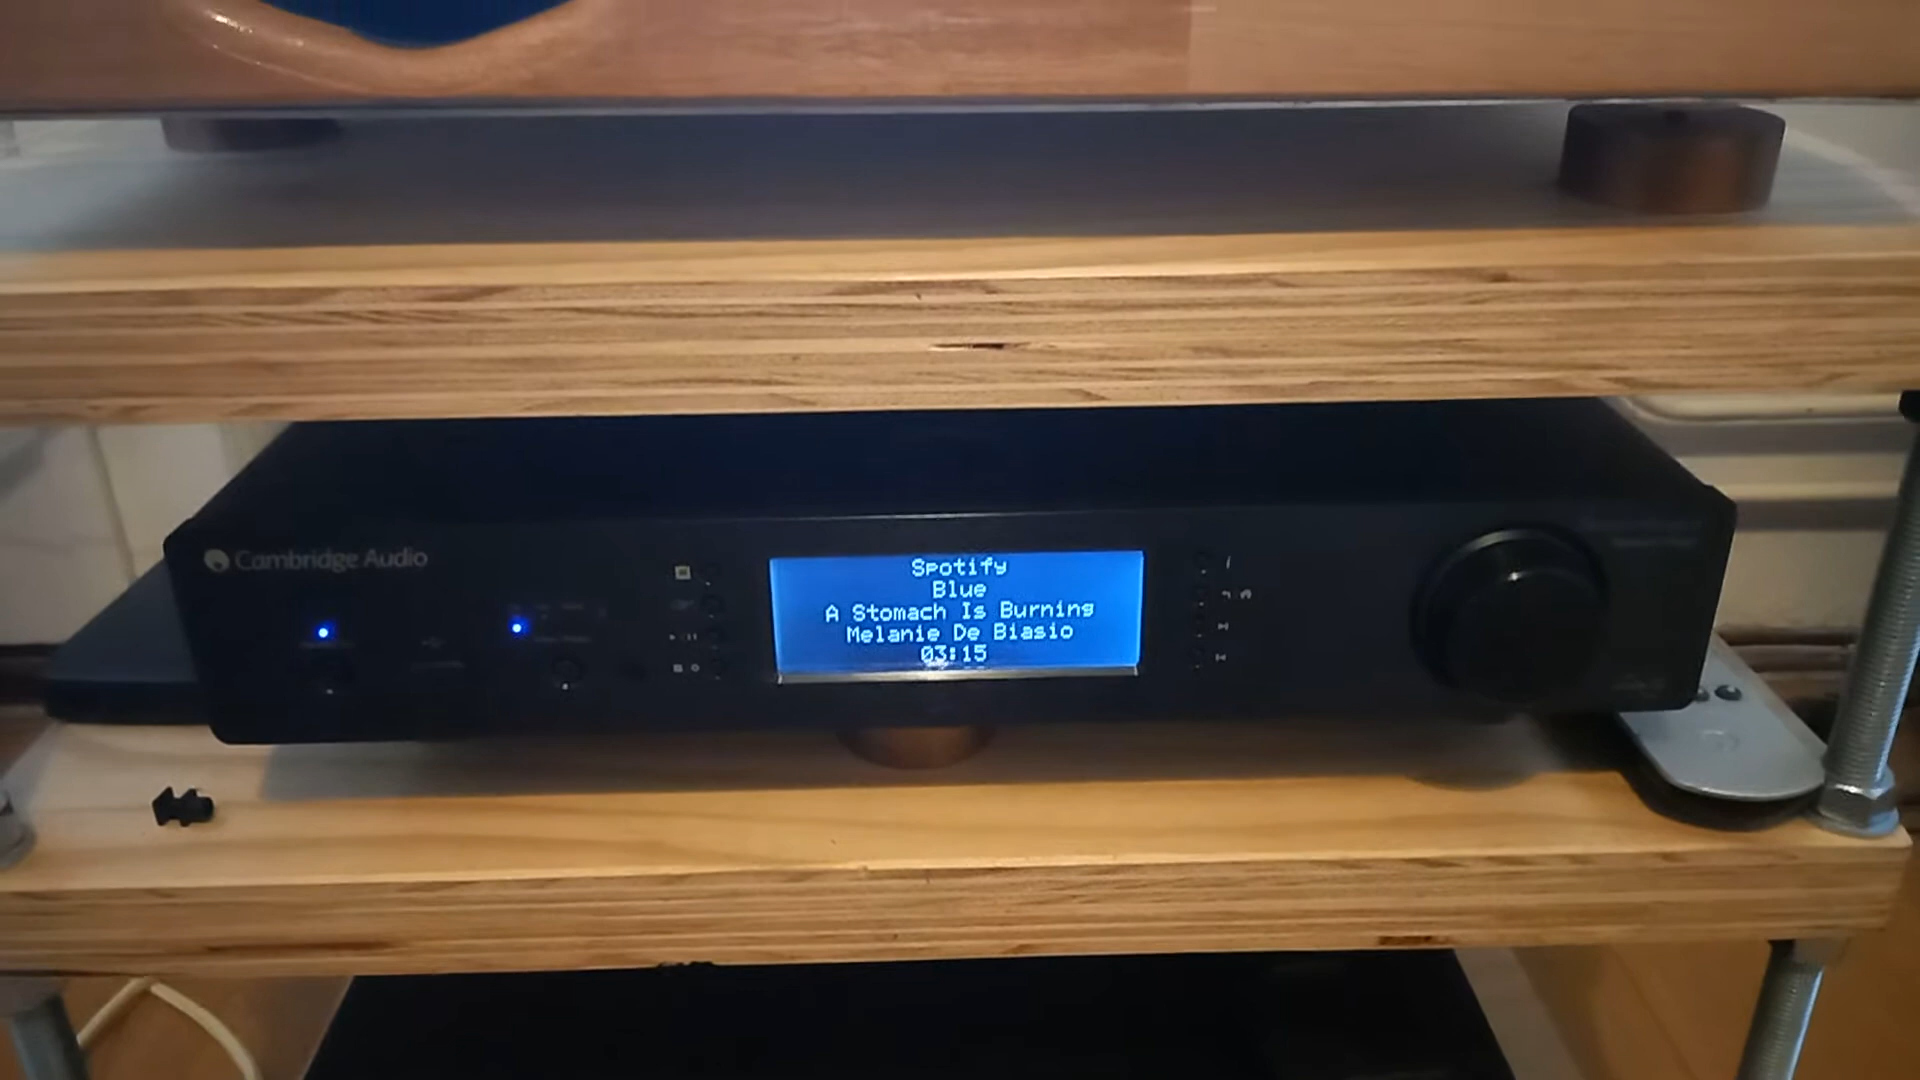 Cambridge Audio
Spotify
Blue
A Stomach Is Burning
Melanie De Biasio
03:15